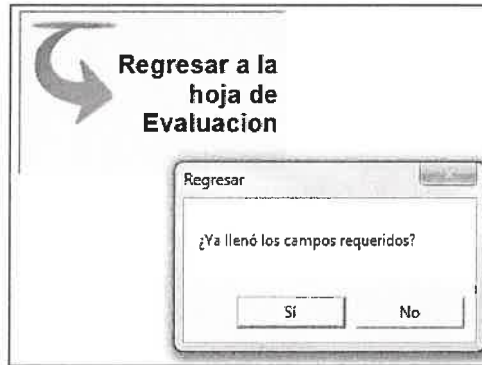 Regresar a la
hoja de
Evaluacion
Regresar
¿Ya llenó los campos requeridos?
Sí No